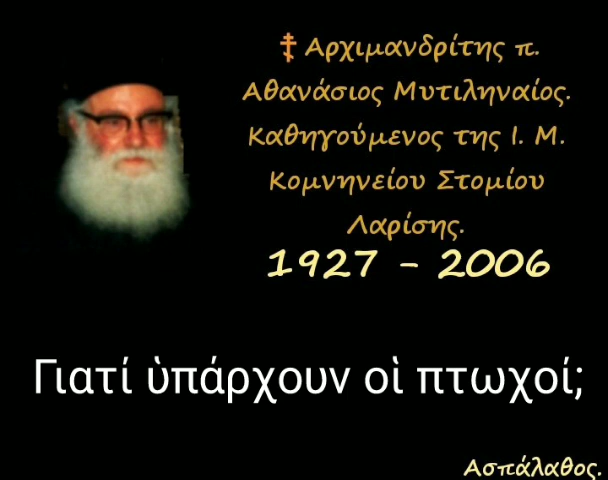 ‡ Αρχιμανδρίτης π.
Αθανάσιος Μυτιληναίος.
Καθηγούμενος της Ι. Μ.
Κομνηνείου Στομίου
Λαρίσης.
1927 - 2006
Γιατί ὑπάρχουν οἱ πτωχοί;
Ασπάλαθος.